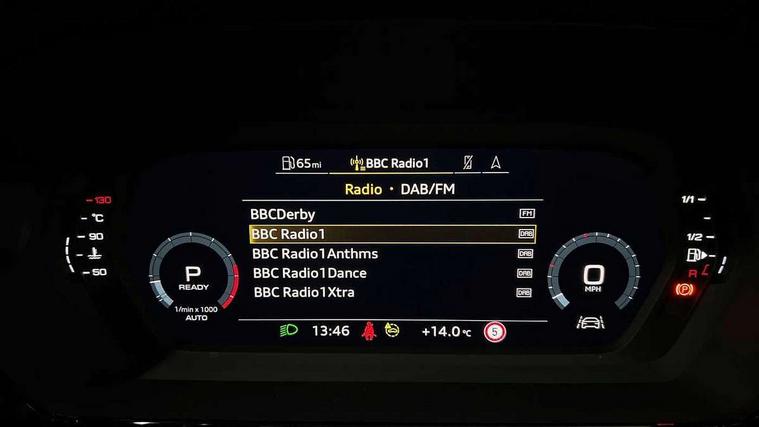 65mi BBC Radio1
Radio • DAB/FM
BBCDerby FM
BBC Radio1 DAB
BBC Radio1Anthms DAB
BBC Radio1Dance DAB
BBC Radio1Xtra DAB
130
°C
90
50
P
READY
1/min x 1000
AUTO
0
MPH
1/1
1/2
R
(P)
13:46 +14.0°C 5